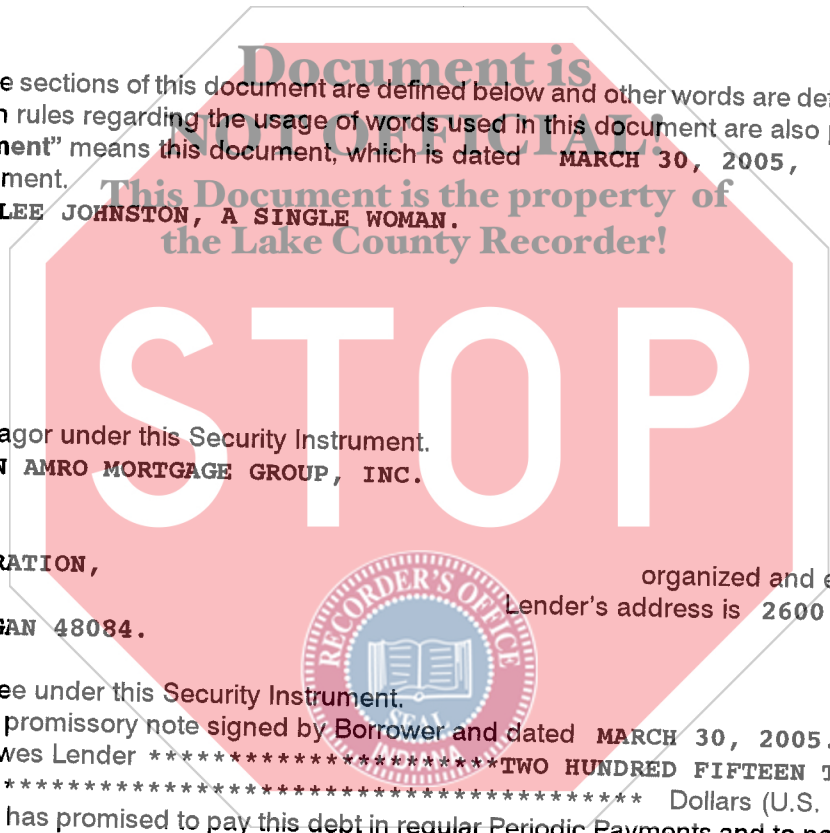 Document is
e sections of this document are defined below and other words are def
n rules regarding the usage of words used in this document are also
NOT OFFICIAL!
ment" means this document, which is dated MARCH 30, 2005,
ment.
This Document is the property of
LEE JOHNSTON, A SINGLE WOMAN.
the Lake County Recorder!
STOP
agor under this Security Instrument.
N AMRO MORTGAGE GROUP, INC.
RATION,
organized and e
Lender's address is 2600
GAN 48084.
RECORDER'S OFFICE
SEAL
INDIANA
ee under this Security Instrument.
promissory note signed by Borrower and dated MARCH 30, 2005.
wes Lender ***********************TWO HUNDRED FIFTEEN T
**************************************** Dollars (U.S.
has promised to pay this debt in regular Periodic Payments and to pa